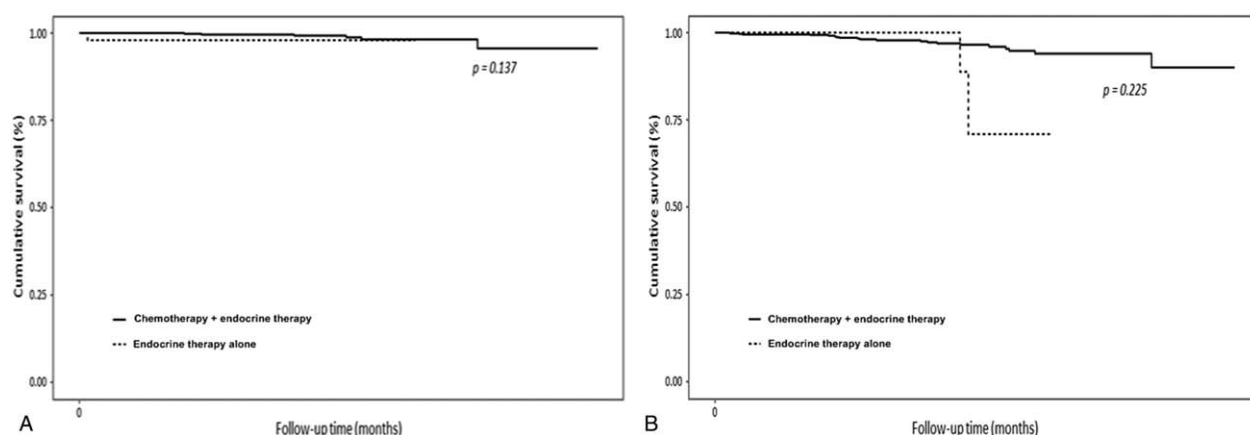 1.00
p = 0.137
0.75
Cumulative survival (%)
0.50
0.25
Chemotherapy + endocrine therapy
Endocrine therapy alone
0.00
0
A
Follow-up time (months)
1.00
p = 0.225
0.75
Cumulative survival (%)
0.50
0.25
Chemotherapy + endocrine therapy
Endocrine therapy alone
0.00
0
B
Follow-up time (months)